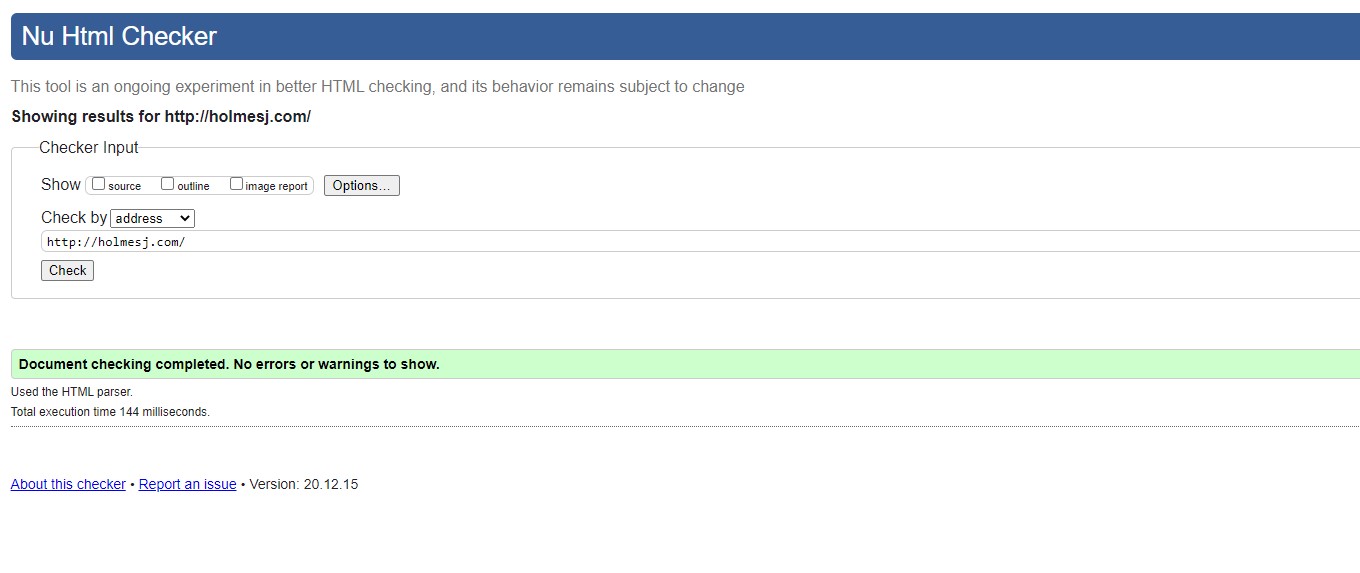 Nu Html Checker
This tool is an ongoing experiment in better HTML checking, and its behavior remains subject to change
Showing results for http://holmesj.com/
Checker Input
Show source outline image report Options...
Check by address
http://holmesj.com/
Check
Document checking completed. No errors or warnings to show.
Used the HTML parser.
Total execution time 144 milliseconds.
About this checker • Report an issue • Version: 20.12.15